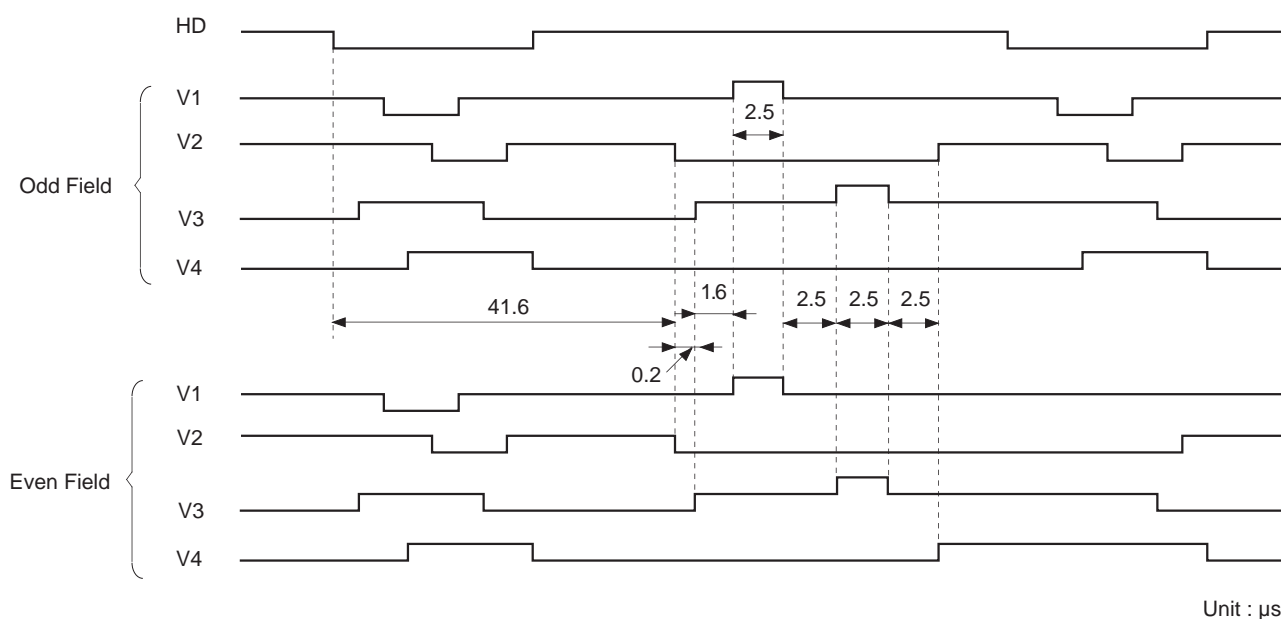 HD
V1
2.5
V2
Odd Field
V3
V4
1.6
2.5 2.5 2.5
41.6
0.2
V1
V2
Even Field
V3
V4
Unit : µs